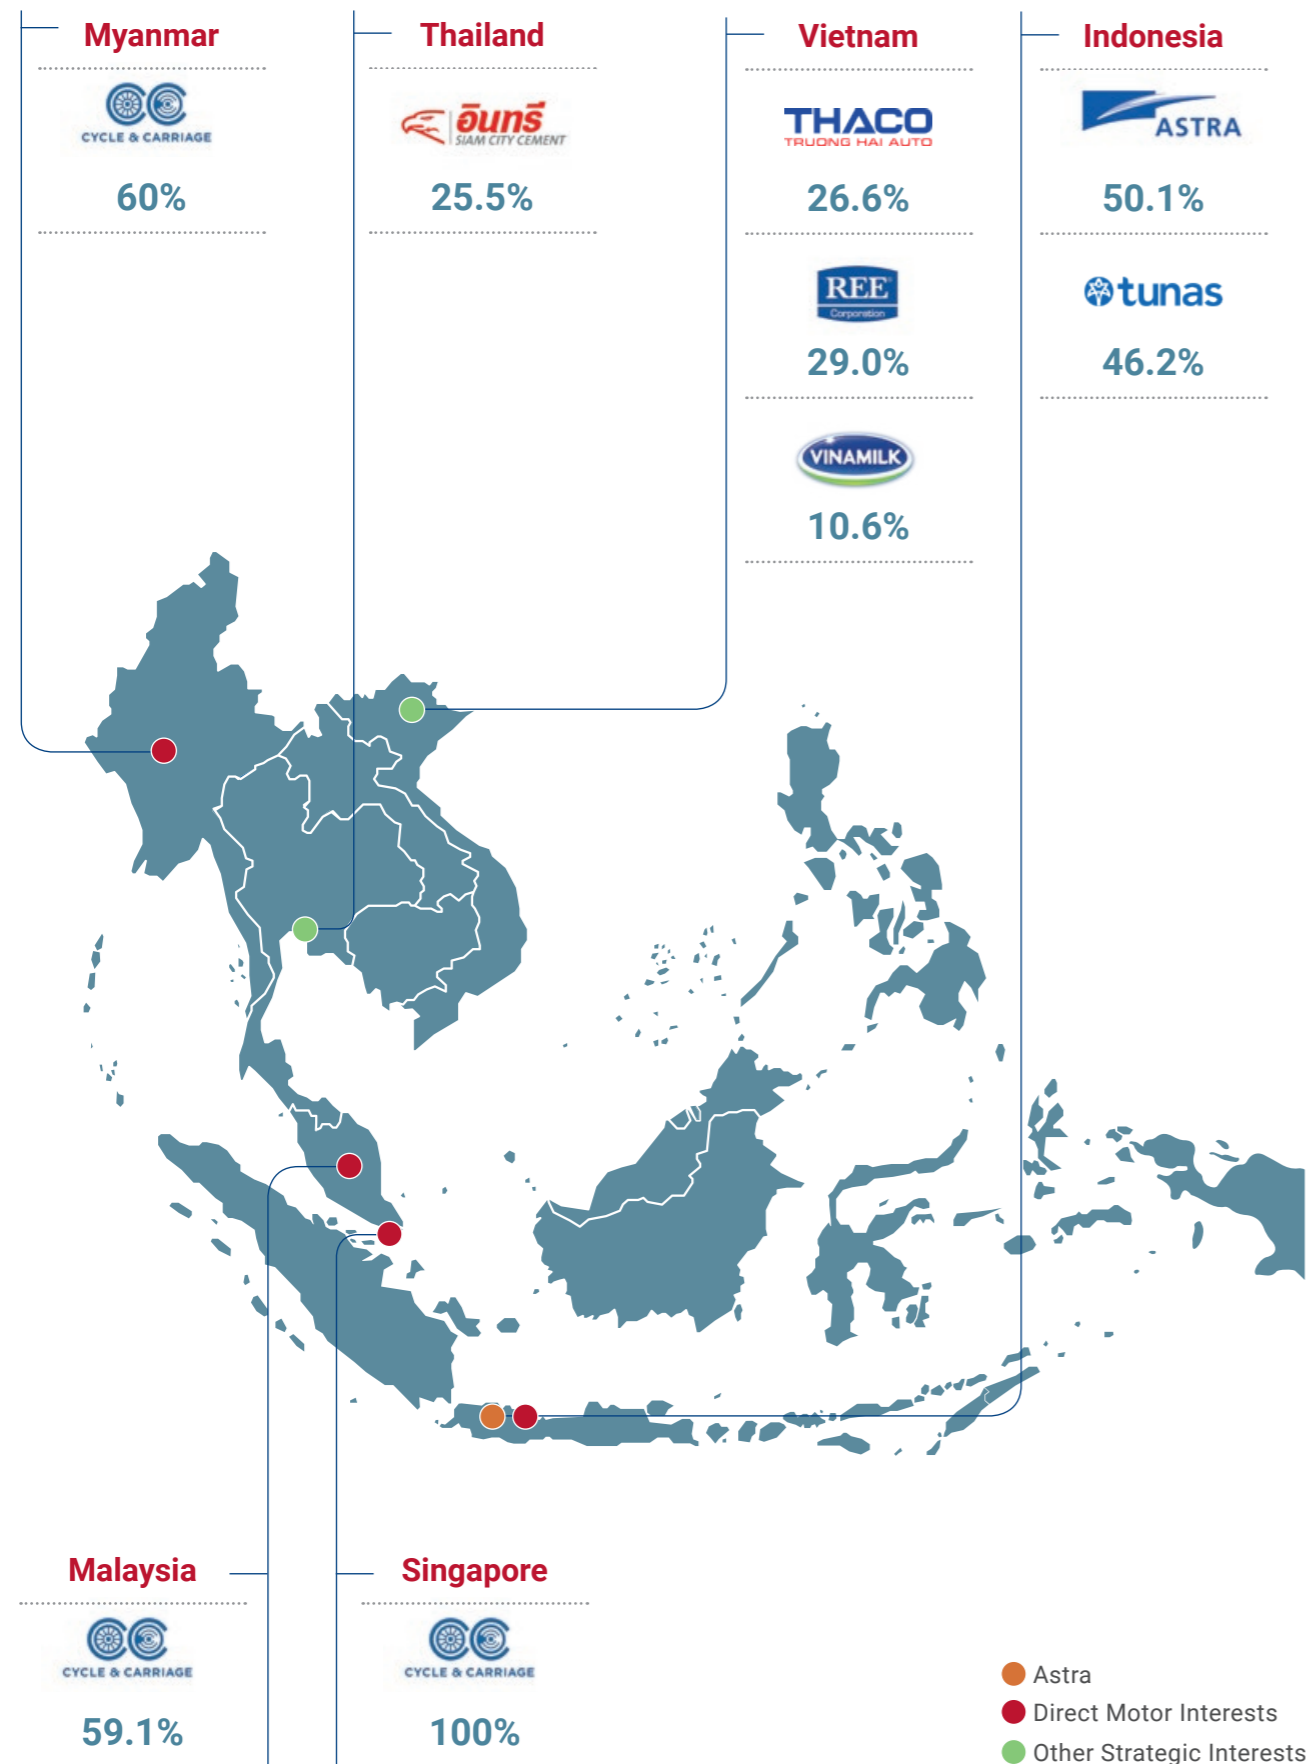 Myanmar
CYCLE & CARRIAGE
60%
Thailand
อินทรี
SIAM CITY CEMENT
25.5%
Vietnam
THACO
TRUONG HAI AUTO
26.6%
REE
Corporation
29.0%
VINAMILK
10.6%
Indonesia
ASTRA
50.1%
tunas
46.2%
Malaysia
CYCLE & CARRIAGE
59.1%
Singapore
CYCLE & CARRIAGE
100%
Astra
Direct Motor Interests
Other Strategic Interests